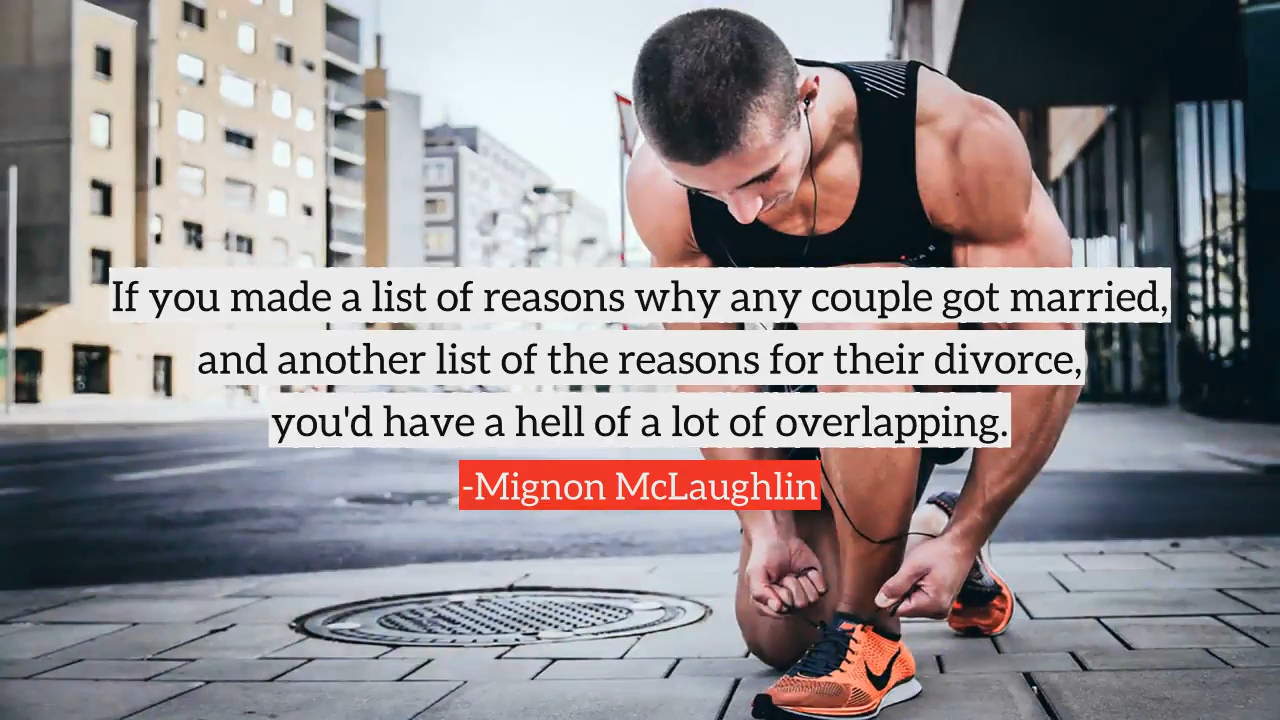 If you made a list of reasons why any couple got married,
and another list of the reasons for their divorce,
you'd have a hell of a lot of overlapping.
-Mignon McLaughlin